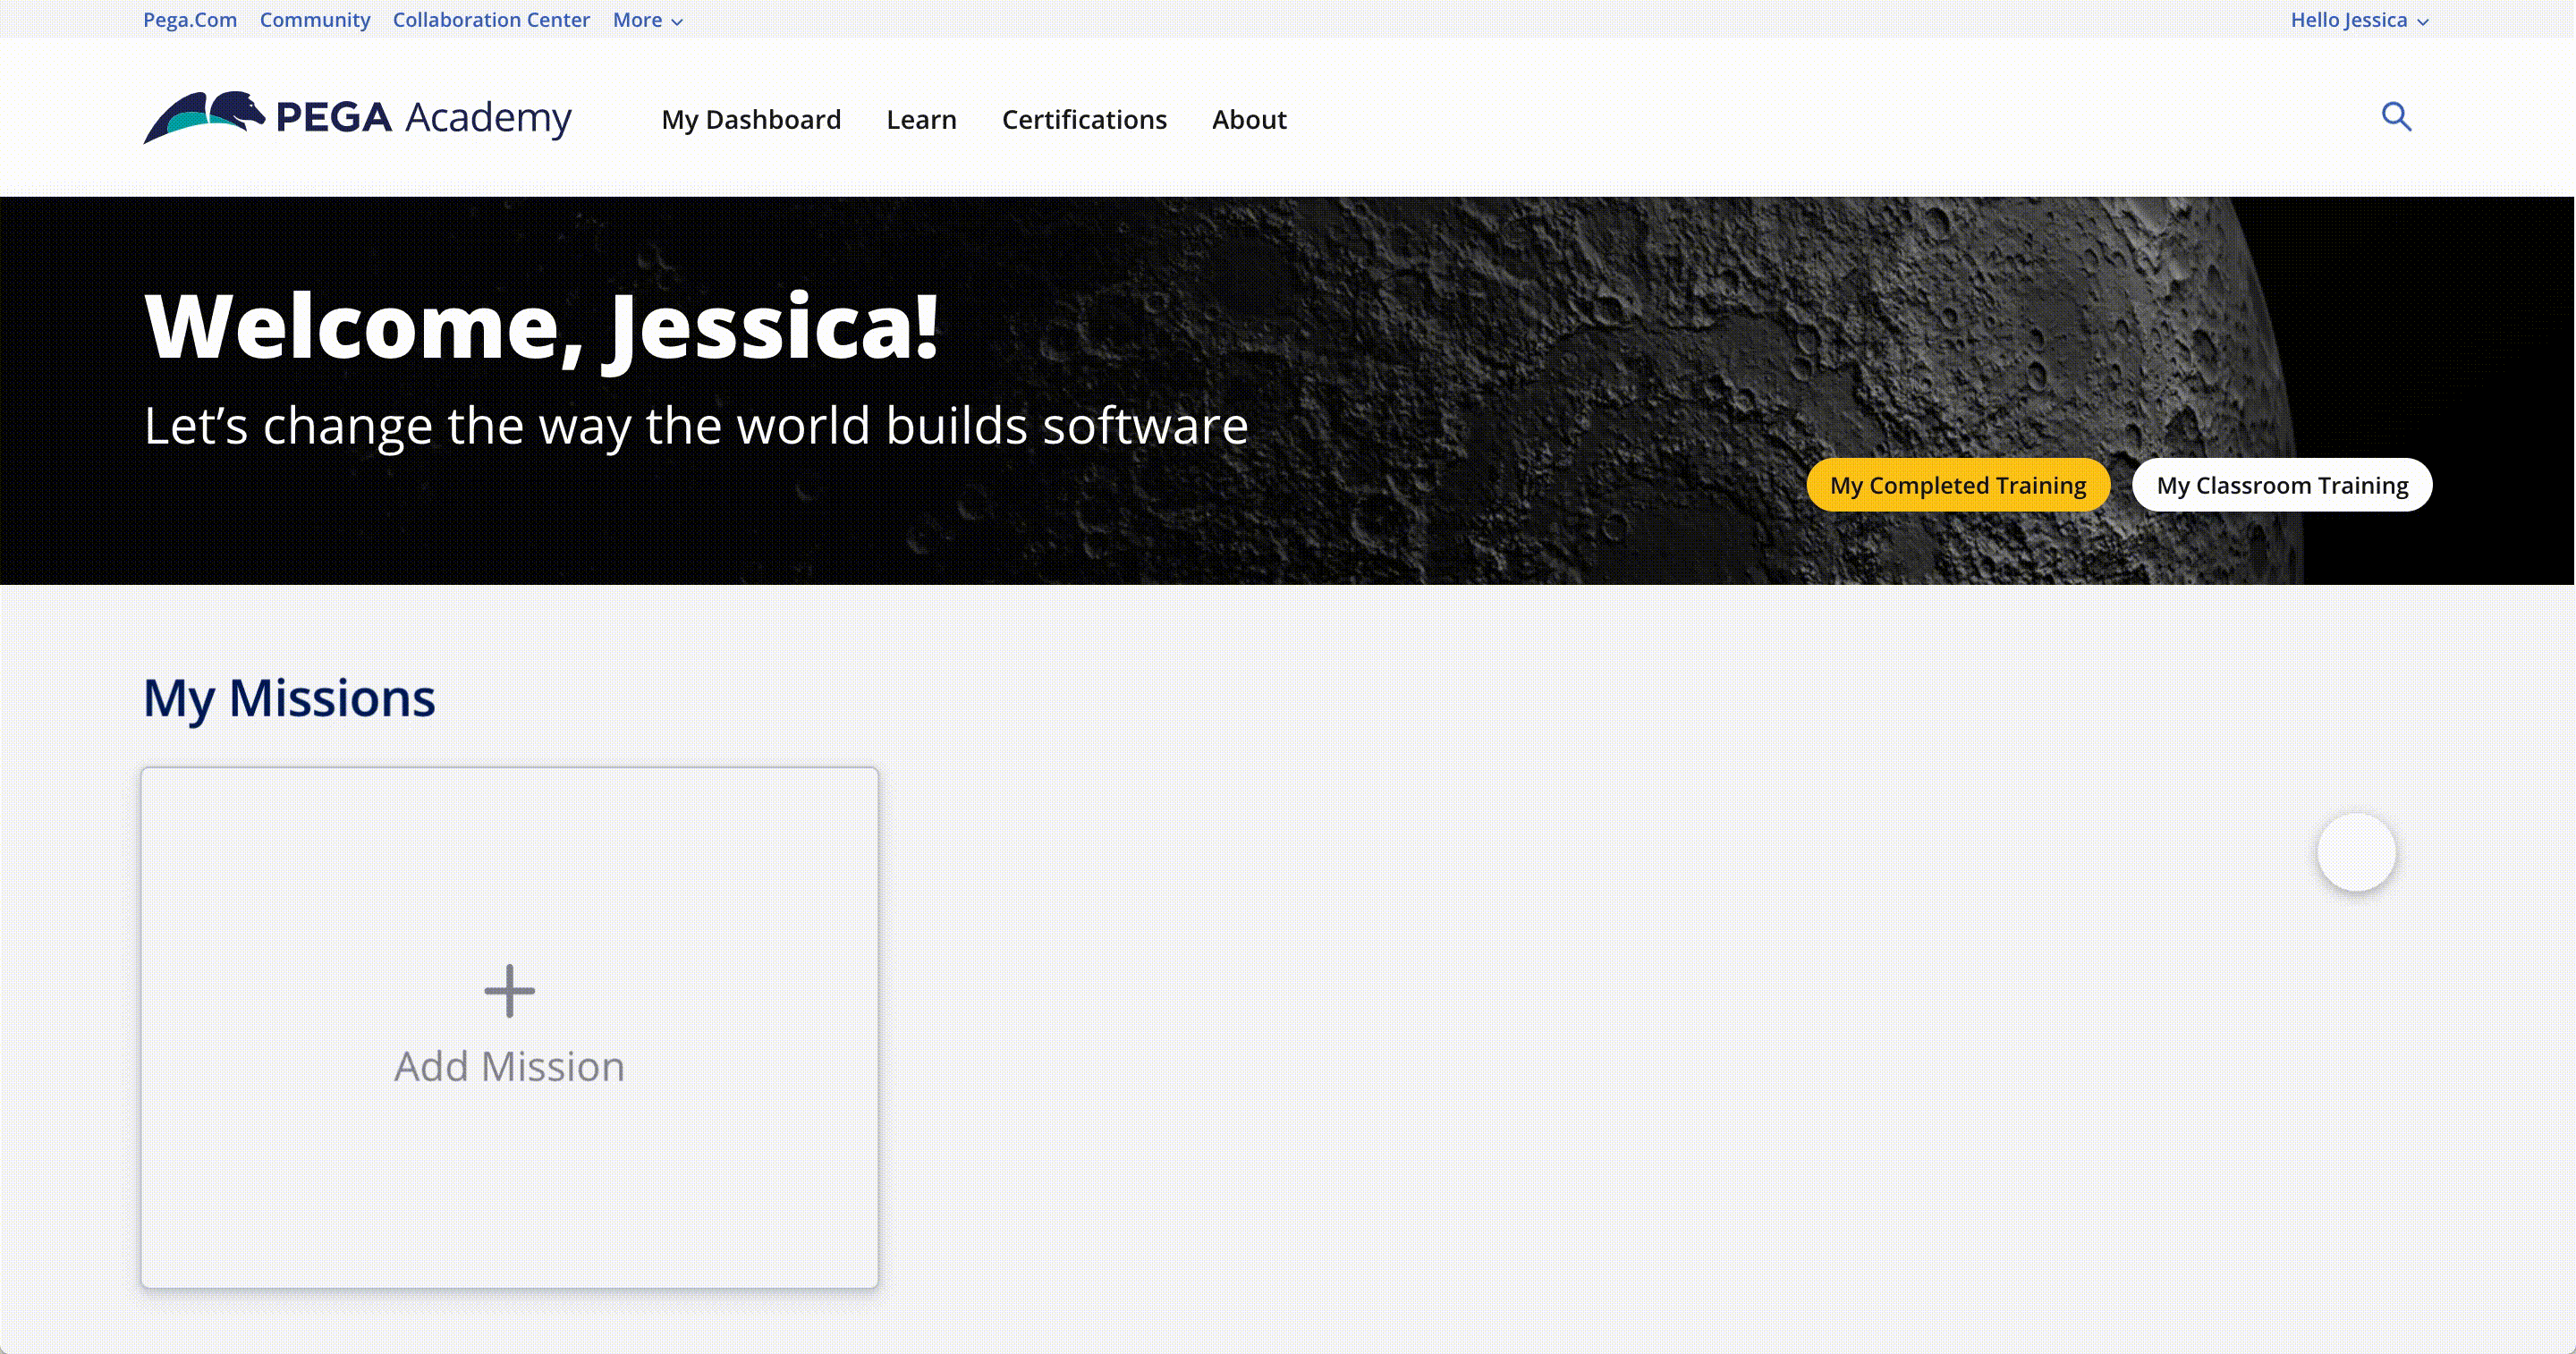 Pega.Com Community Collaboration Center More Hello Jessica
PEGA Academy My Dashboard Learn Certifications About
Welcome, Jessica!
Let’s change the way the world builds software
My Completed Training My Classroom Training
My Missions
Add Mission